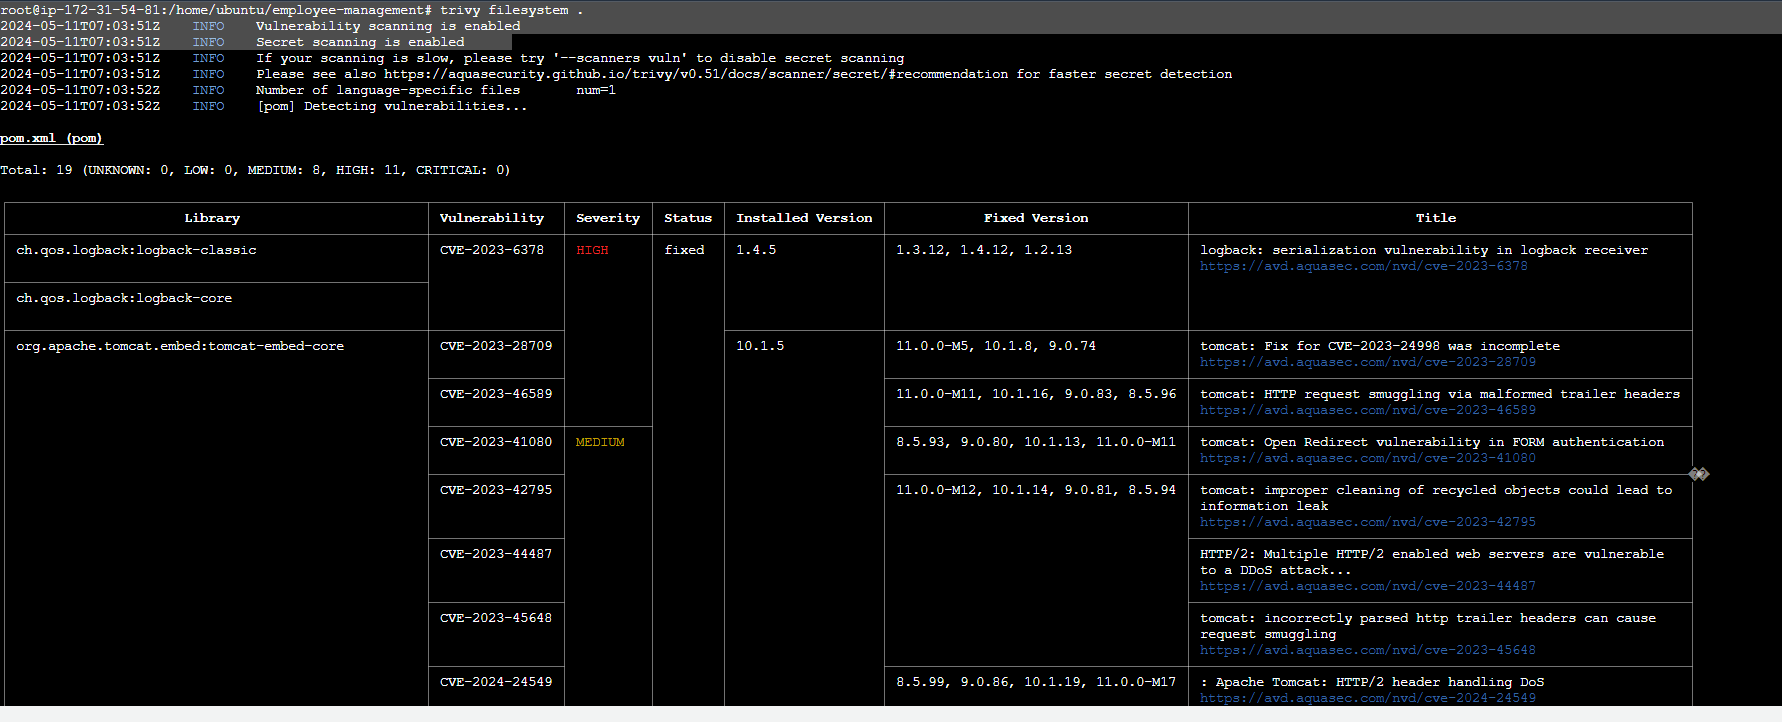 root@ip-172-31-54-81:/home/ubuntu/employee-management# trivy filesystem .
2024-05-11T07:03:51Z INFO Vulnerability scanning is enabled
2024-05-11T07:03:51Z INFO Secret scanning is enabled
2024-05-11T07:03:51Z INFO If your scanning is slow, please try '--scanners vuln' to disable secret scanning
2024-05-11T07:03:51Z INFO Please see also https://aquasecurity.github.io/trivy/v0.51/docs/scanner/secret/#recommendation for faster secret detection
2024-05-11T07:03:52Z INFO Number of language-specific files num=1
2024-05-11T07:03:52Z INFO [pom] Detecting vulnerabilities...
pom.xml (pom)
Total: 19 (UNKNOWN: 0, LOW: 0, MEDIUM: 8, HIGH: 11, CRITICAL: 0)
Library Vulnerability Severity Status Installed Version Fixed Version Title
ch.qos.logback:logback-classic CVE-2023-6378 HIGH fixed 1.4.5 1.3.12, 1.4.12, 1.2.13 logback: serialization vulnerability in logback receiver
https://avd.aquasec.com/nvd/cve-2023-6378
ch.qos.logback:logback-core
org.apache.tomcat.embed:tomcat-embed-core CVE-2023-28709 10.1.5 11.0.0-M5, 10.1.8, 9.0.74 tomcat: Fix for CVE-2023-24998 was incomplete
https://avd.aquasec.com/nvd/cve-2023-28709
CVE-2023-46589 11.0.0-M11, 10.1.16, 9.0.83, 8.5.96 tomcat: HTTP request smuggling via malformed trailer headers
https://avd.aquasec.com/nvd/cve-2023-46589
CVE-2023-41080 MEDIUM 8.5.93, 9.0.80, 10.1.13, 11.0.0-M11 tomcat: Open Redirect vulnerability in FORM authentication
https://avd.aquasec.com/nvd/cve-2023-41080
CVE-2023-42795 11.0.0-M12, 10.1.14, 9.0.81, 8.5.94 tomcat: improper cleaning of recycled objects could lead to
information leak
https://avd.aquasec.com/nvd/cve-2023-42795
CVE-2023-44487 HTTP/2: Multiple HTTP/2 enabled web servers are vulnerable
to a DDoS attack...
https://avd.aquasec.com/nvd/cve-2023-44487
CVE-2023-45648 tomcat: incorrectly parsed http trailer headers can cause
request smuggling
https://avd.aquasec.com/nvd/cve-2023-45648
CVE-2024-24549 8.5.99, 9.0.86, 10.1.19, 11.0.0-M17 : Apache Tomcat: HTTP/2 header handling DoS
https://avd.aquasec.com/nvd/cve-2024-24549